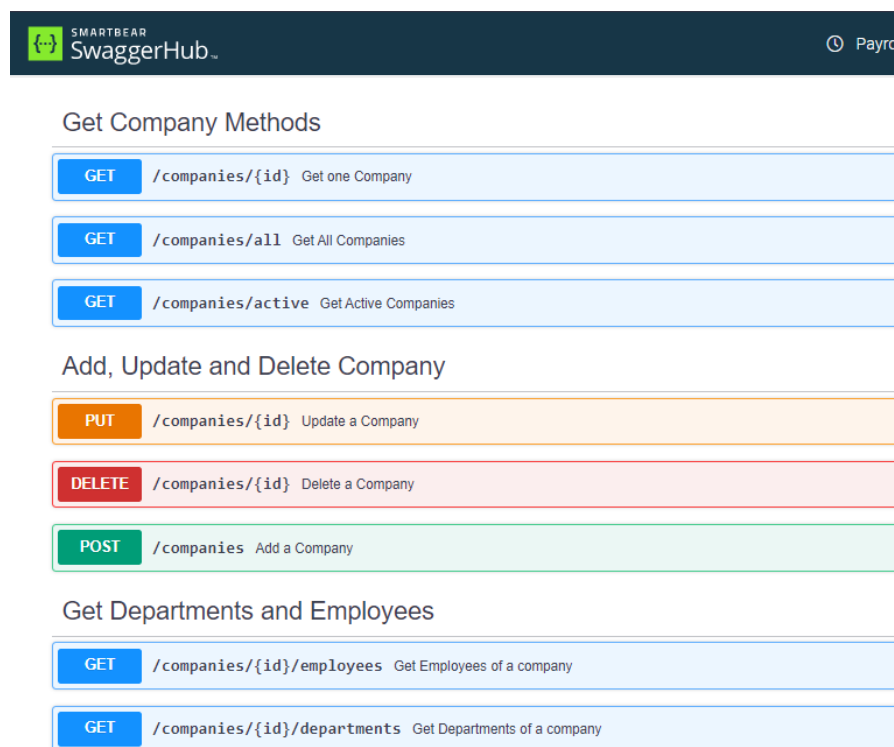 {··} SMARTBEAR
SwaggerHub™
Payro
Get Company Methods
GET /companies/{id} Get one Company
GET /companies/all Get All Companies
GET /companies/active Get Active Companies
Add, Update and Delete Company
PUT /companies/{id} Update a Company
DELETE /companies/{id} Delete a Company
POST /companies Add a Company
Get Departments and Employees
GET /companies/{id}/employees Get Employees of a company
GET /companies/{id}/departments Get Departments of a company